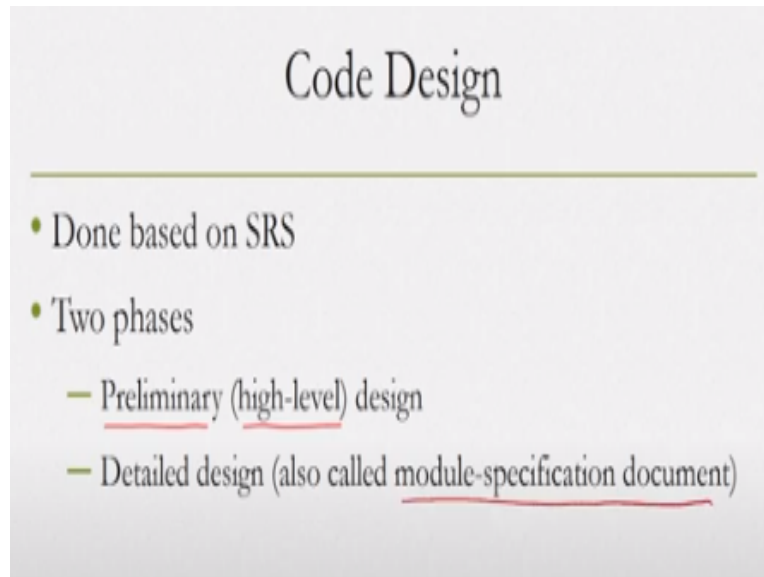 Code Design
• Done based on SRS
• Two phases
— Preliminary (high-level) design
— Detailed design (also called module-specification document)